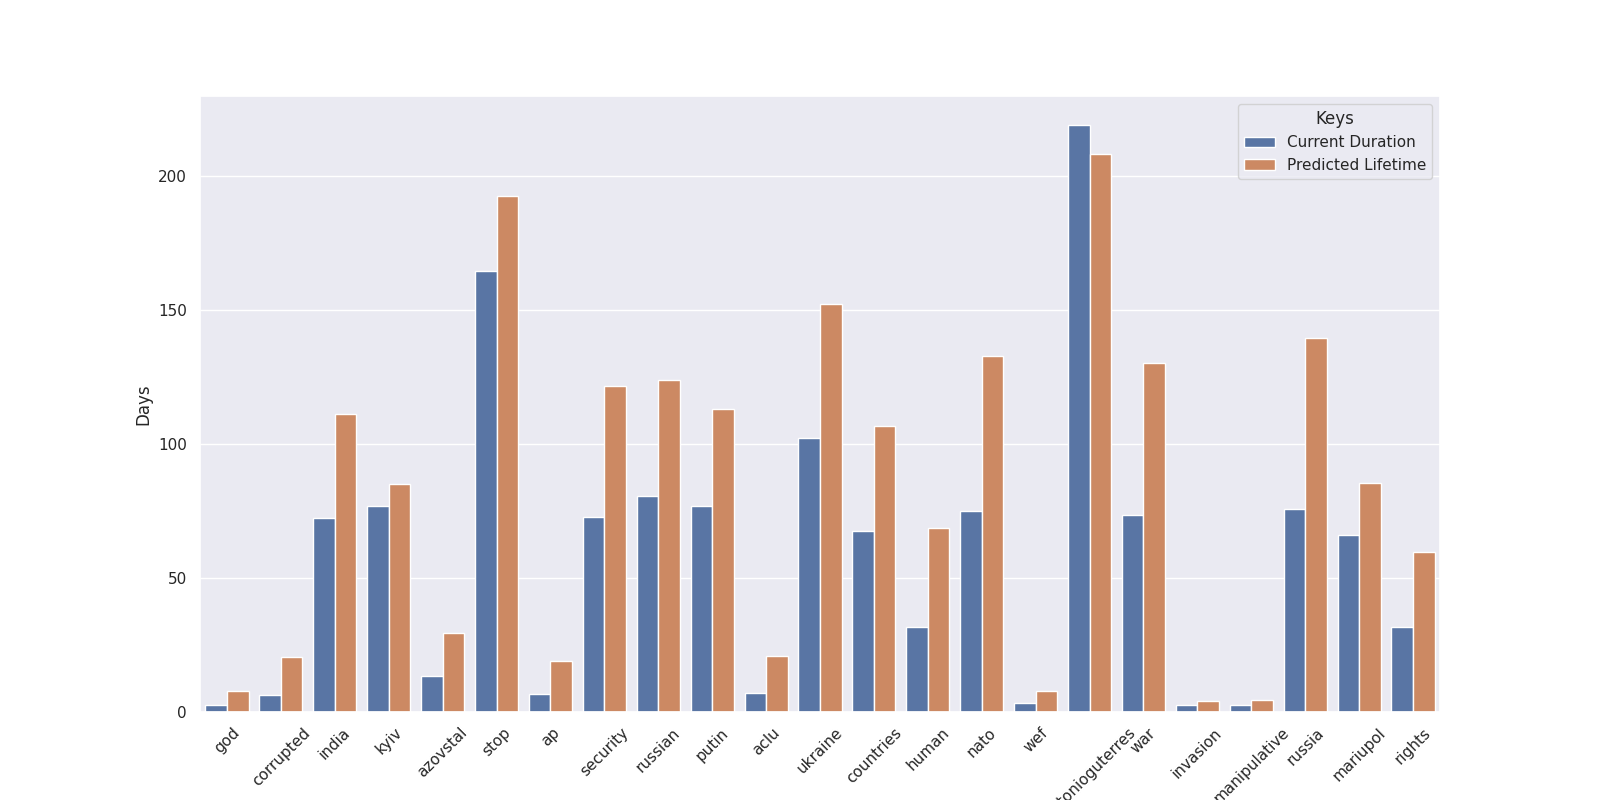 Keys
Current Duration
Predicted Lifetime
Days
200
150
100
50
0
god
corrupted
india
kyiv
azovstal
stop
ap
security
russian
putin
aclu
ukraine
countries
human
nato
wef
tonioguterres
war
invasion
manipulative
russia
mariupol
rights